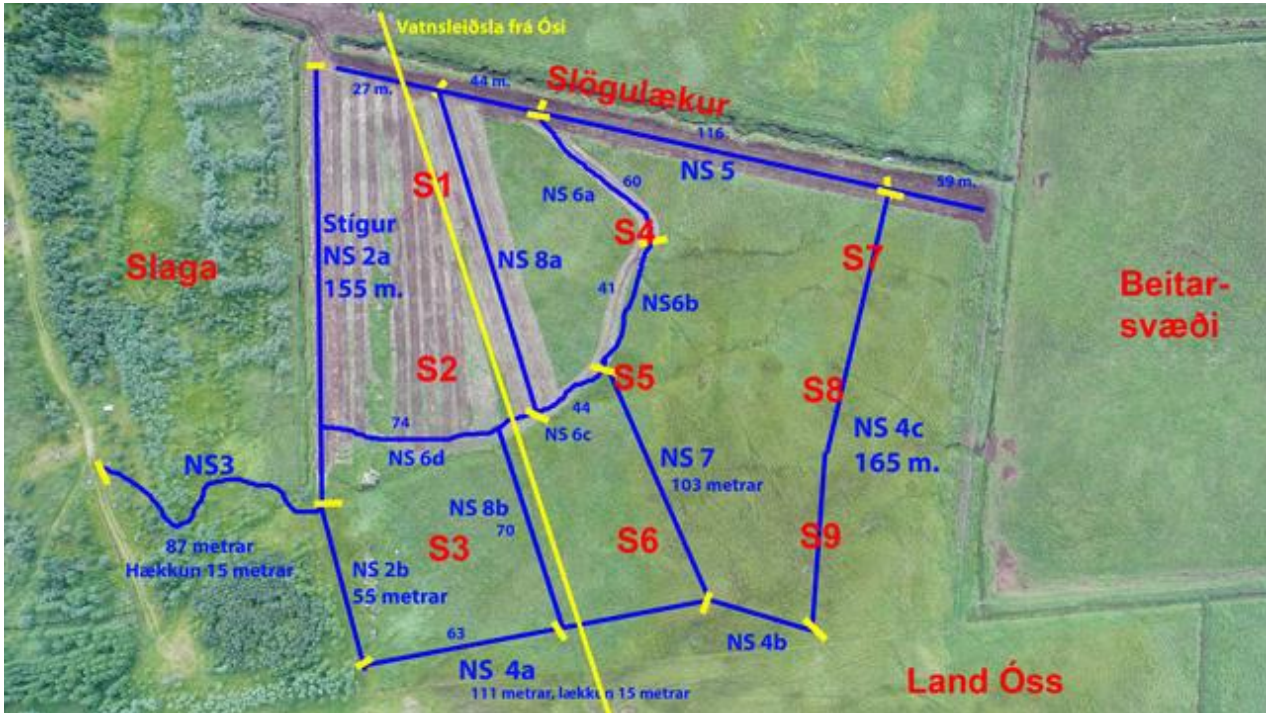 Vatnsleiðsla frá Ósi
27 m.
44 m.
Slögulækur
116
NS 5
59 m.
S1
NS 6a
60
S4
Stígur
NS 2a
155 m.
Slaga
NS 8a
S7
41
NS6b
Beitar-
svæði
S2
S5
S8
44
NS 6c
74
NS 6d
NS 4c
165 m.
NS3
NS 7
103 metrar
NS 8b
70
S3
S6
S9
87 metrar
Hækkun 15 metrar
NS 2b
55 metrar
63
NS 4a
111 metrar, lækkun 15 metrar
NS 4b
Land Óss